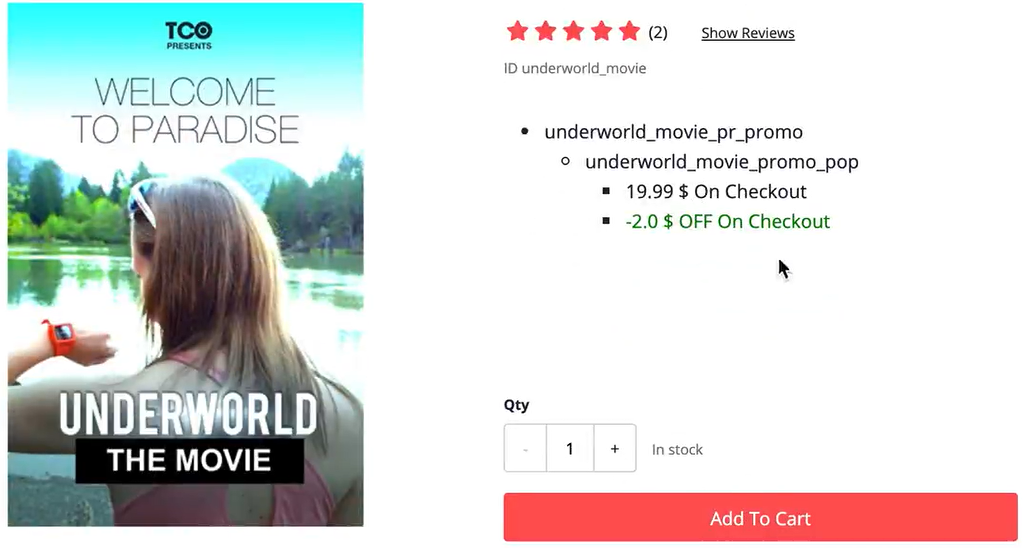 TCO
PRESENTS
WELCOME
TO PARADISE
UNDERWORLD
THE MOVIE
(2) Show Reviews
ID underworld_movie
underworld_movie_pr_promo
underworld_movie_promo_pop
19.99 $ On Checkout
-2.0 $ OFF On Checkout
Qty
- 1 + In stock
Add To Cart